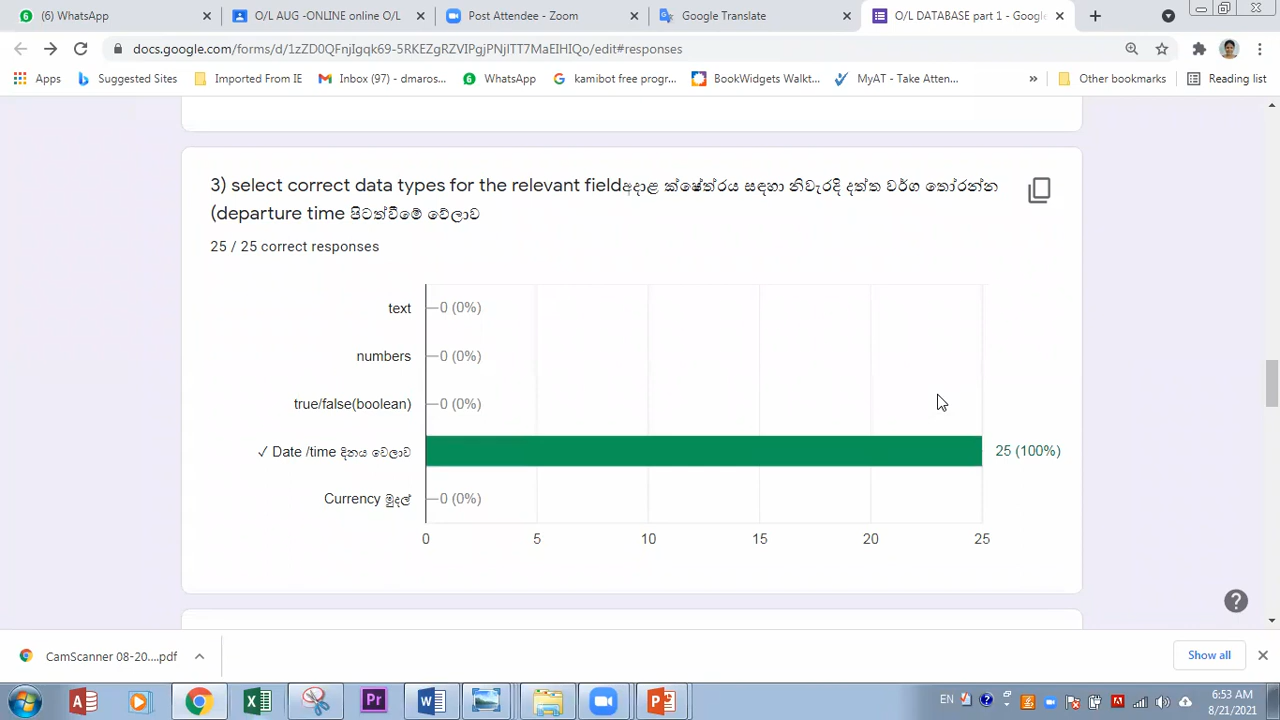 (6) WhatsApp
O/L AUG -ONLINE online O/L
Post Attendee - Zoom
Google Translate
O/L DATABASE part 1 - Googl
docs.google.com/forms/d/1zZD0QFnjIgqk69-5RKEZgRZVIPgjPNjITT7MaEIHIQo/edit#responses
Apps
Suggested Sites
Imported From IE
Inbox (97) - dmaros...
WhatsApp
kamibot free progr...
BookWidgets Walkt...
MyAT - Take Atten...
»
Other bookmarks
Reading list
3) select correct data types for the relevant fieldඅදාළ ක්ෂේත්රය සඳහා නිවැරදි දත්ත වර්ග තෝරන්න
(departure time පිටත්වීමේ වේලාව
25 / 25 correct responses
text
0 (0%)
numbers
0 (0%)
true/false(boolean)
0 (0%)
✓ Date /time දිනය වේලාව
25 (100%)
Currency මුදල්
0 (0%)
0 5 10 15 20 25
CamScanner 08-20....pdf
Show all
EN
6:53 AM
8/21/2021